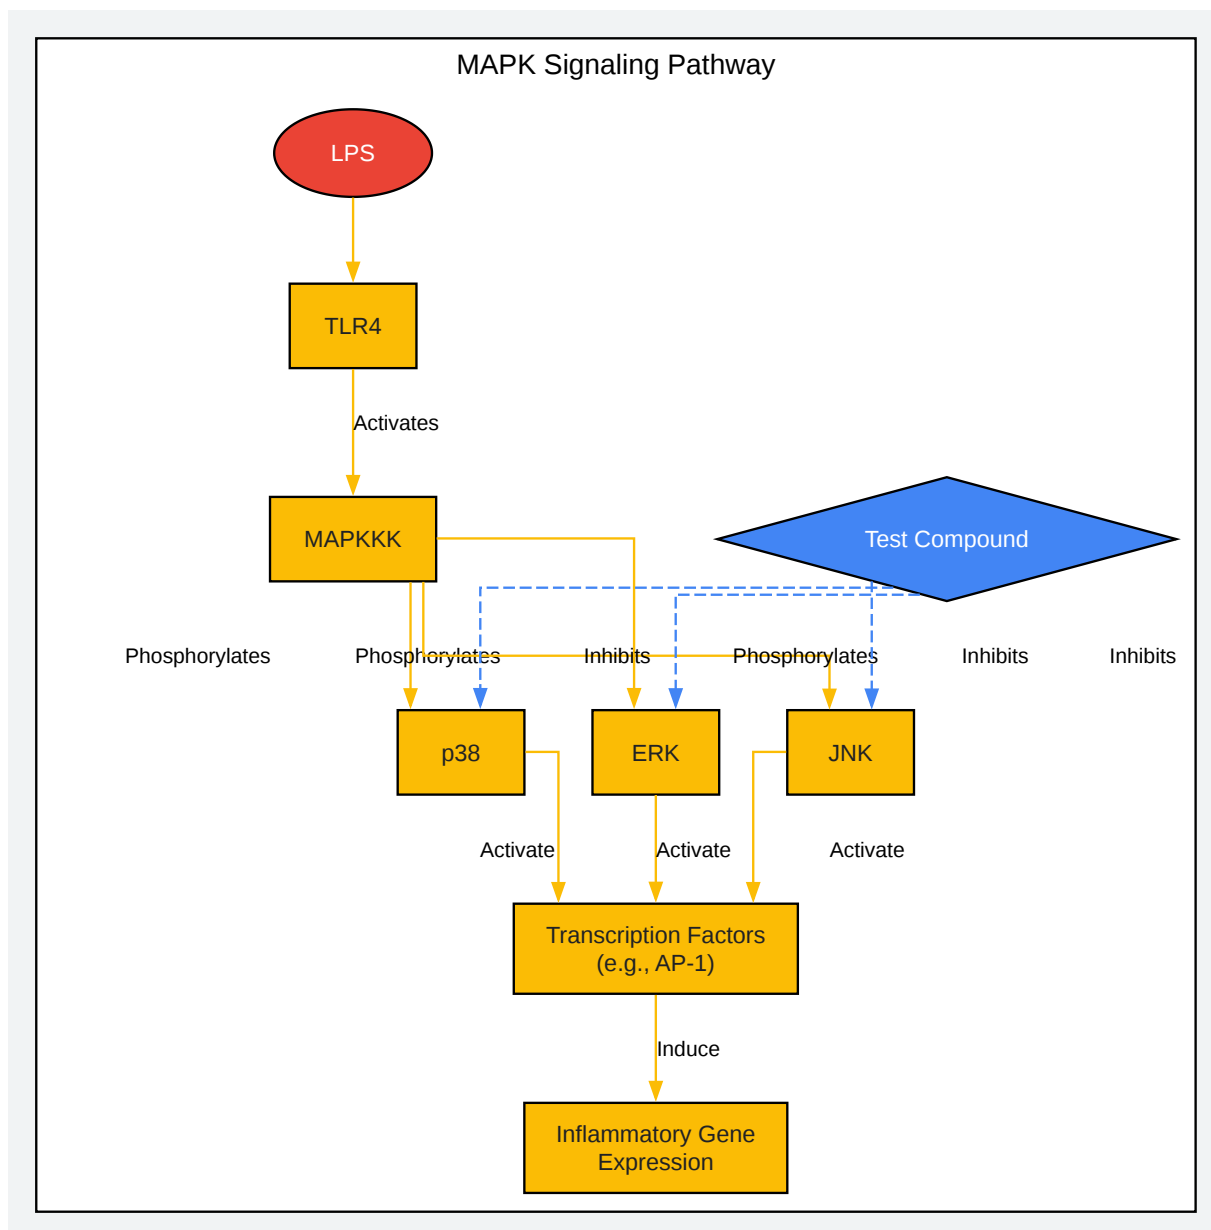 MAPK Signaling Pathway
LPS
TLR4
Activates
MAPKKK
Test Compound
Phosphorylates
Phosphorylates
Inhibits
Phosphorylates
Inhibits
Inhibits
p38
ERK
JNK
Activate
Activate
Activate
Transcription Factors
(e.g., AP-1)
Induce
Inflammatory Gene
Expression